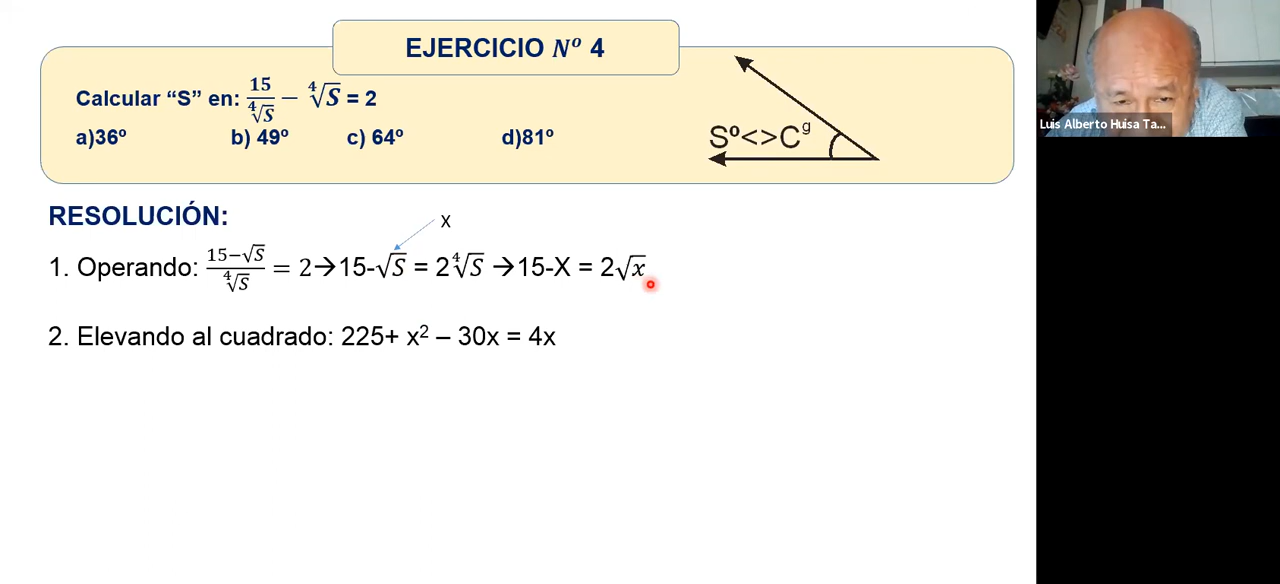 EJERCICIO Nº 4
Calcular “S” en: 15/∜S − ∜S = 2
a)36º b) 49º c) 64º d)81º
Sº<>Cᵍ
Luis Alberto Huisa Ta...
RESOLUCIÓN:
X
1. Operando: (15−√S)/∜S = 2→15-√S = 2∜S →15-X = 2√x
2. Elevando al cuadrado: 225+ x² – 30x = 4x